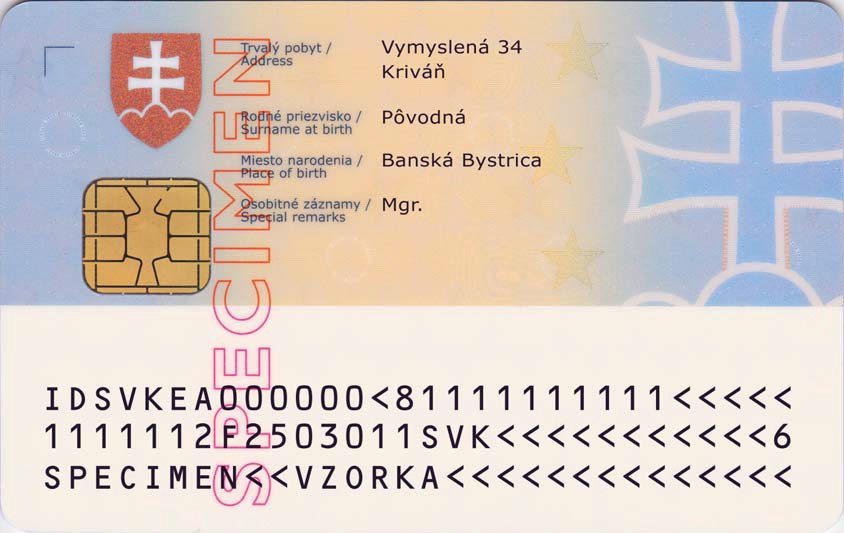 Trvalý pobyt / Vymyslená 34
Address Kriváň
Rodné priezvisko / Pôvodná
Surname at birth
Miesto narodenia / Banská Bystrica
Place of birth
Osobitné záznamy / Mgr.
Special remarks
SPECIMEN
IDSVKEA000000<81111111111<<<<<
1111112F2503011SVK<<<<<<<<<<<6
SPECIMEN<<VZORKA<<<<<<<<<<<<<<